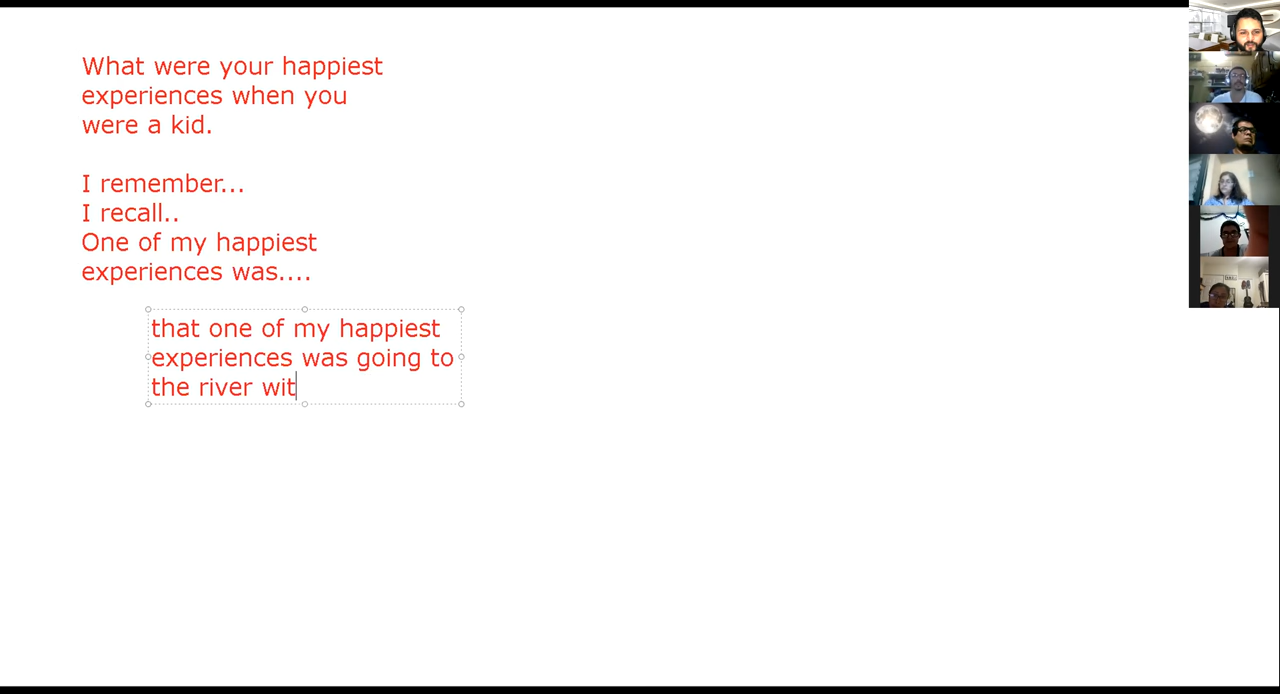 What were your happiest
experiences when you
were a kid.
I remember...
I recall..
One of my happiest
experiences was....
that one of my happiest
experiences was going to
the river wit